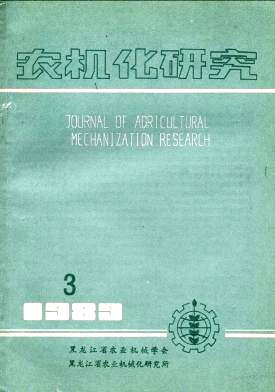 农机化研究
JOURNAL OF AGRICULTURAL
MECHANIZATION RESEARCH
3
1989
黑龙江省农业机械学会
黑龙江省农业机械化研究所